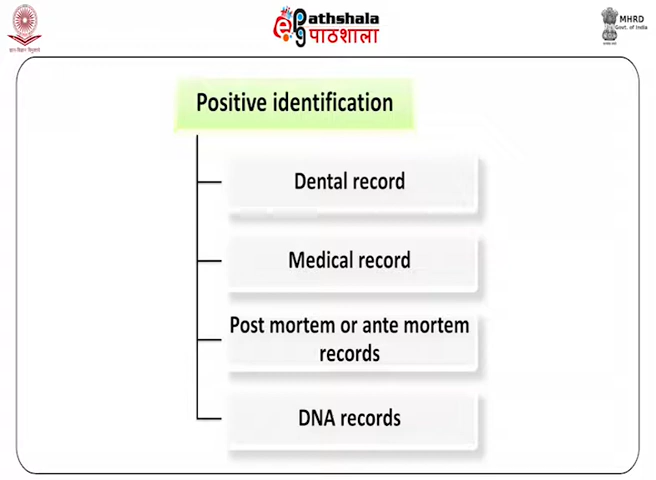 Pathshala
पाठशाला
MHRD
Govt. of India
Positive identification
Dental record
Medical record
Post mortem or ante mortem
records
DNA records